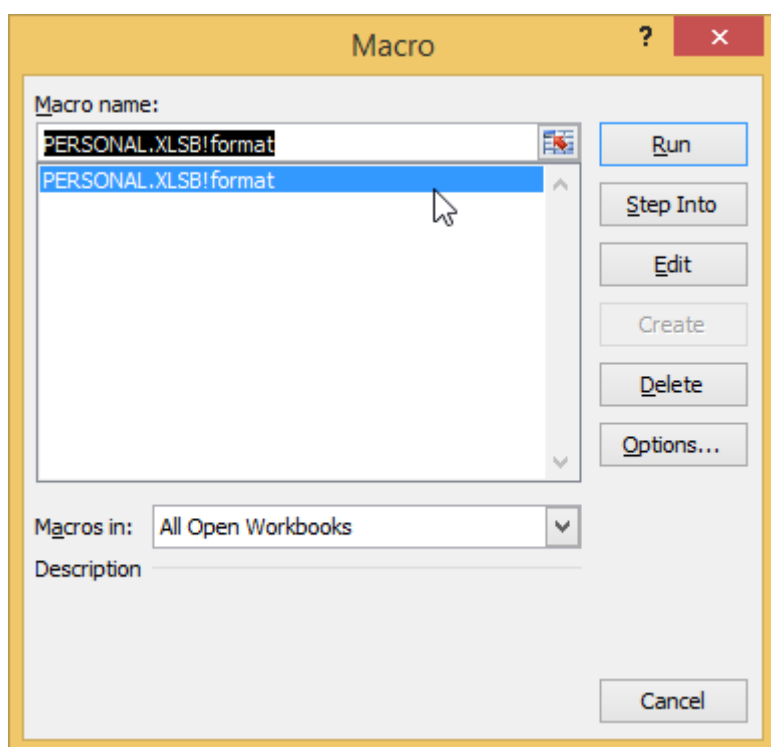 Macro
?
Macro name:
PERSONAL.XLSB!format
PERSONAL.XLSB!format
Run
Step Into
Edit
Create
Delete
Options...
Macros in: All Open Workbooks
Description
Cancel